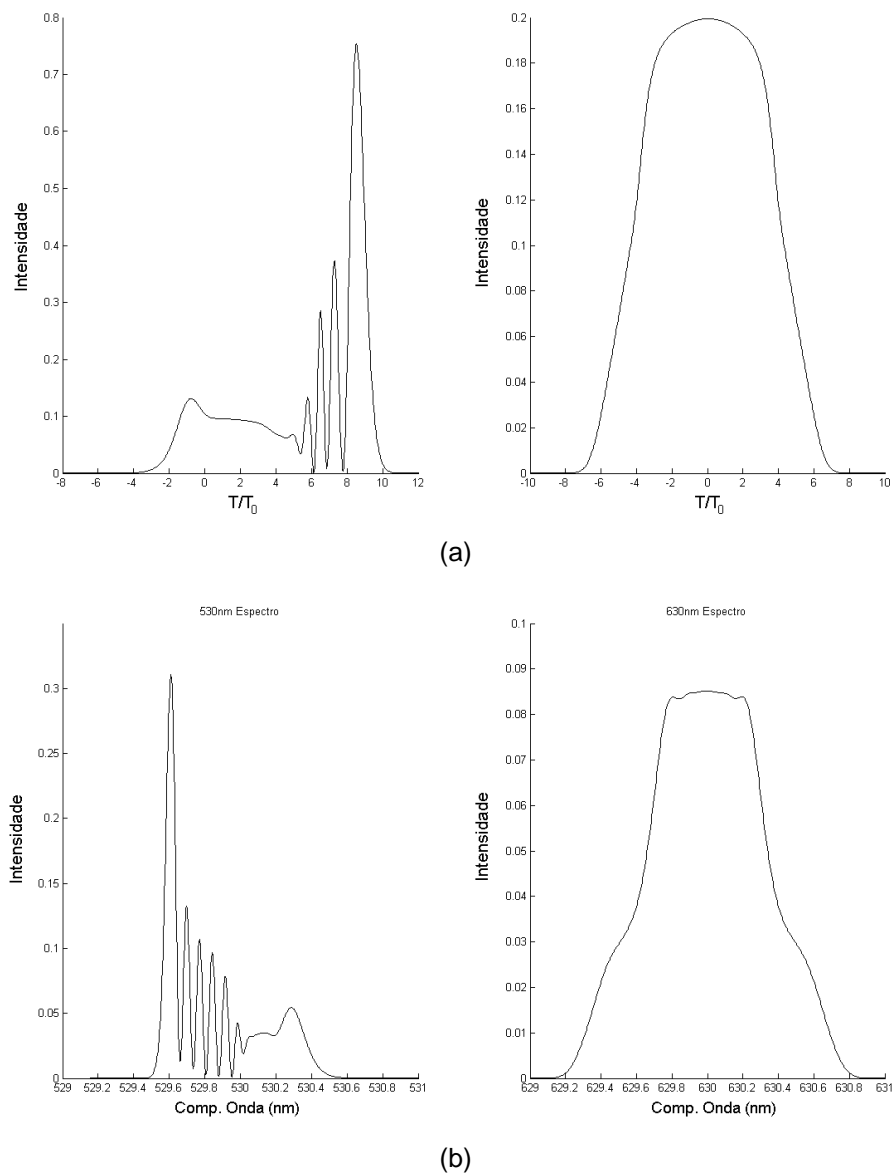 0.8
0.7
0.6
0.5
0.4
0.3
0.2
0.1
0
Intensidade
-8 -6 -4 -2 0 2 4 6 8 10 12
T/T0
0.2
0.18
0.16
0.14
0.12
0.1
0.08
0.06
0.04
0.02
0
Intensidade
-10 -8 -6 -4 -2 0 2 4 6 8 10
T/T0
(a)
530nm Espectro
0.3
0.25
0.2
0.15
0.1
0.05
0
Intensidade
529 529.2 529.4 529.6 529.8 530 530.2 530.4 530.6 530.8 531
Comp. Onda (nm)
630nm Espectro
0.1
0.09
0.08
0.07
0.06
0.05
0.04
0.03
0.02
0.01
0
Intensidade
629 629.2 629.4 629.6 629.8 630 630.2 630.4 630.6 630.8 631
Comp. Onda (nm)
(b)